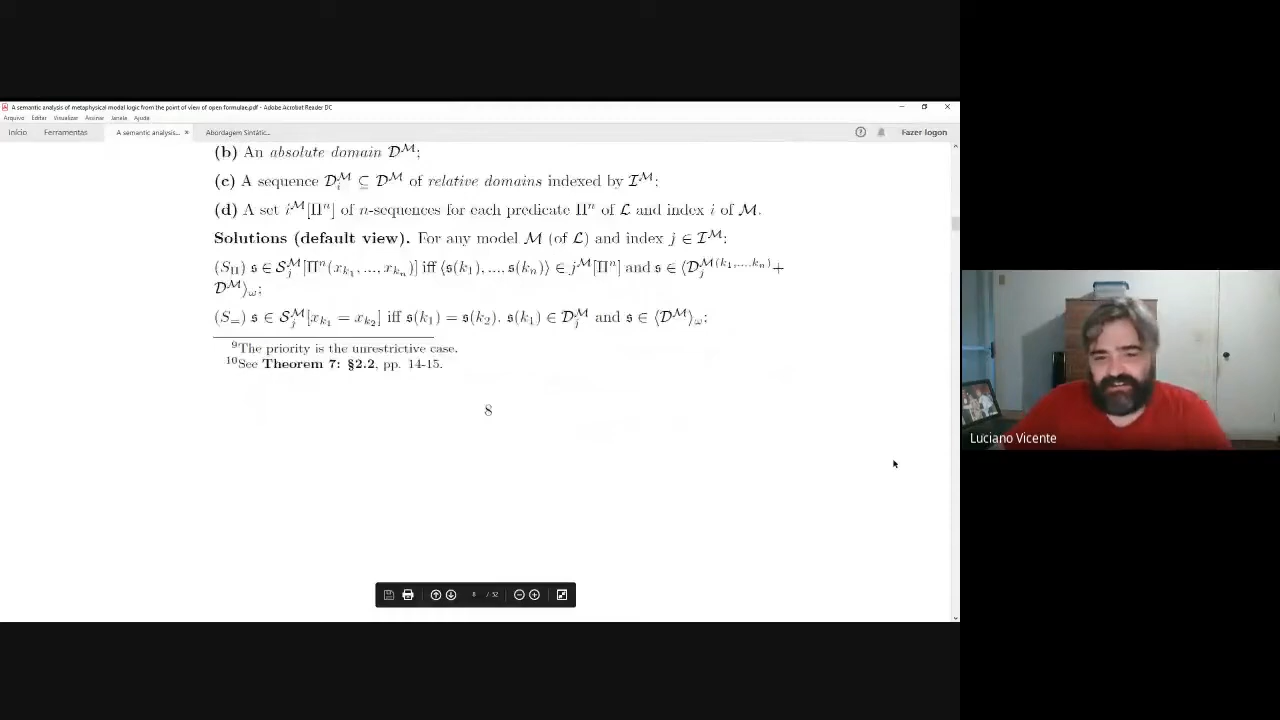 A semantic analysis of metaphysical modal logic from the point of view of open formulae.pdf - Adobe Acrobat Reader DC
Arquivo Editar Visualizar Assinar Janela Ajuda
Início Ferramentas A semantic analysis... × Abordagem Sintátic... Fazer logon
(b) An absolute domain 𝒟^ℳ;
(c) A sequence 𝒟_i^ℳ ⊆ 𝒟^ℳ of relative domains indexed by ℐ^ℳ;
(d) A set i^ℳ[Π^n] of n-sequences for each predicate Π^n of ℒ and index i of ℳ.
Solutions (default view). For any model ℳ (of ℒ) and index j ∈ ℐ^ℳ:
(S_Π) 𝔰 ∈ 𝒮_j^ℳ[Π^n(x_{k_1}, ..., x_{k_n})] iff ⟨𝔰(k_1), ..., 𝔰(k_n)⟩ ∈ j^ℳ[Π^n] and 𝔰 ∈ ⟨𝒟_j^{ℳ(k_1,...,k_n)} +
𝒟^ℳ⟩_ω;
(S_=) 𝔰 ∈ 𝒮_j^ℳ[x_{k_1} = x_{k_2}] iff 𝔰(k_1) = 𝔰(k_2), 𝔰(k_1) ∈ 𝒟_j^ℳ and 𝔰 ∈ ⟨𝒟^ℳ⟩_ω;
⁹The priority is the unrestrictive case.
¹⁰See Theorem 7: §2.2, pp. 14-15.
8
8 / 32
Luciano Vicente